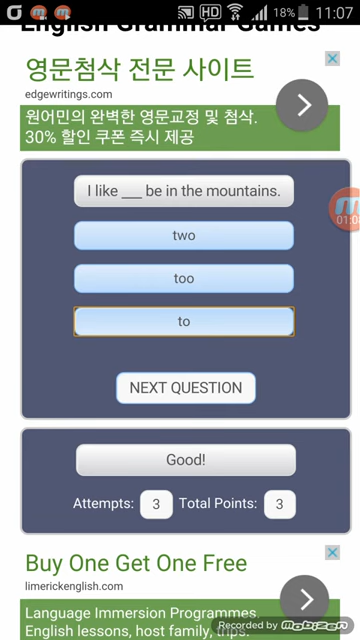 HD
18%
11:07
English Grammar Games
영문첨삭 전문 사이트
edgewritings.com
원어민의 완벽한 영문교정 및 첨삭.
30% 할인 쿠폰 즉시 제공
I like ___ be in the mountains.
two
too
to
NEXT QUESTION
Good!
Attempts: 3 Total Points: 3
Buy One Get One Free
limerickenglish.com
Language Immersion Programmes.
English lessons, host family, trips.
Recorded by mobizen